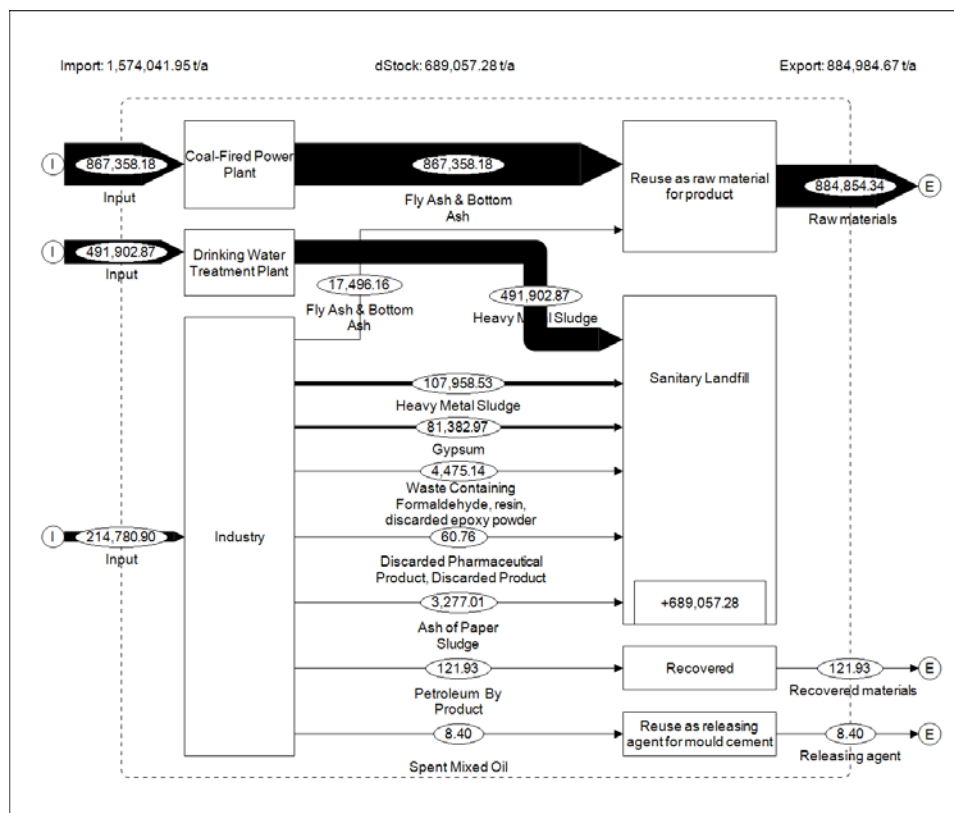 Import: 1,574,041.95 t/a
dStock: 689,057.28 t/a
Export: 884,984.67 t/a
I
867,358.18
Input
Coal-Fired Power
Plant
867,358.18
Fly Ash & Bottom
Ash
Reuse as raw material
for product
884,854.34
Raw materials
E
I
491,902.87
Input
Drinking Water
Treatment Plant
17,496.16
Fly Ash & Bottom
Ash
491,902.87
Heavy Metal Sludge
Sanitary Landfill
107,958.53
Heavy Metal Sludge
81,382.97
Gypsum
4,475.14
Waste Containing
Formaldehyde, resin,
discarded epoxy powder
I
214,780.90
Input
Industry
60.76
Discarded Pharmaceutical
Product, Discarded Product
3,277.01
Ash of Paper
Sludge
+689,057.28
121.93
Petroleum By
Product
Recovered
121.93
Recovered materials
E
8.40
Spent Mixed Oil
Reuse as releasing
agent for mould cement
8.40
Releasing agent
E